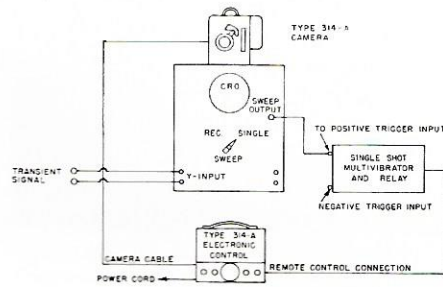 TYPE 314-A
CAMERA
CRO
SWEEP
OUTPUT
REC. SINGLE
SWEEP
TO POSITIVE TRIGGER INPUT
SINGLE SHOT
MULTIVIBRATOR
AND RELAY
TRANSIENT
SIGNAL
Y-INPUT
NEGATIVE TRIGGER INPUT
TYPE 314-A
ELECTRONIC
CONTROL
CAMERA CABLE
REMOTE CONTROL CONNECTION
POWER CORD